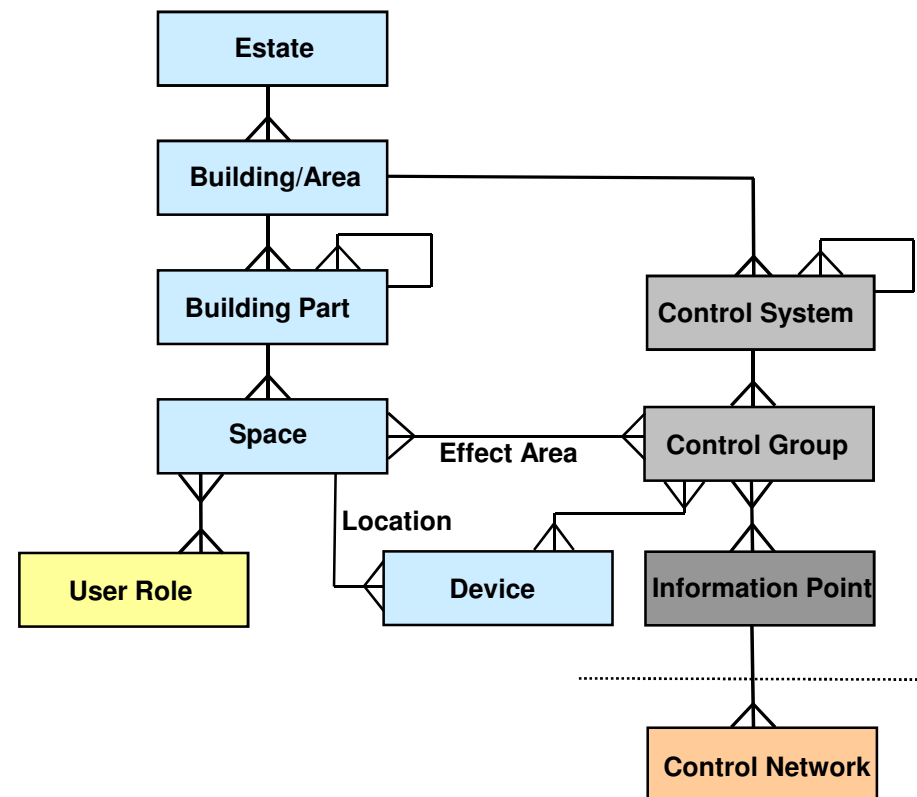 Estate
Building/Area
Building Part
Control System
Space
Effect Area
Control Group
Location
User Role
Device
Information Point
Control Network